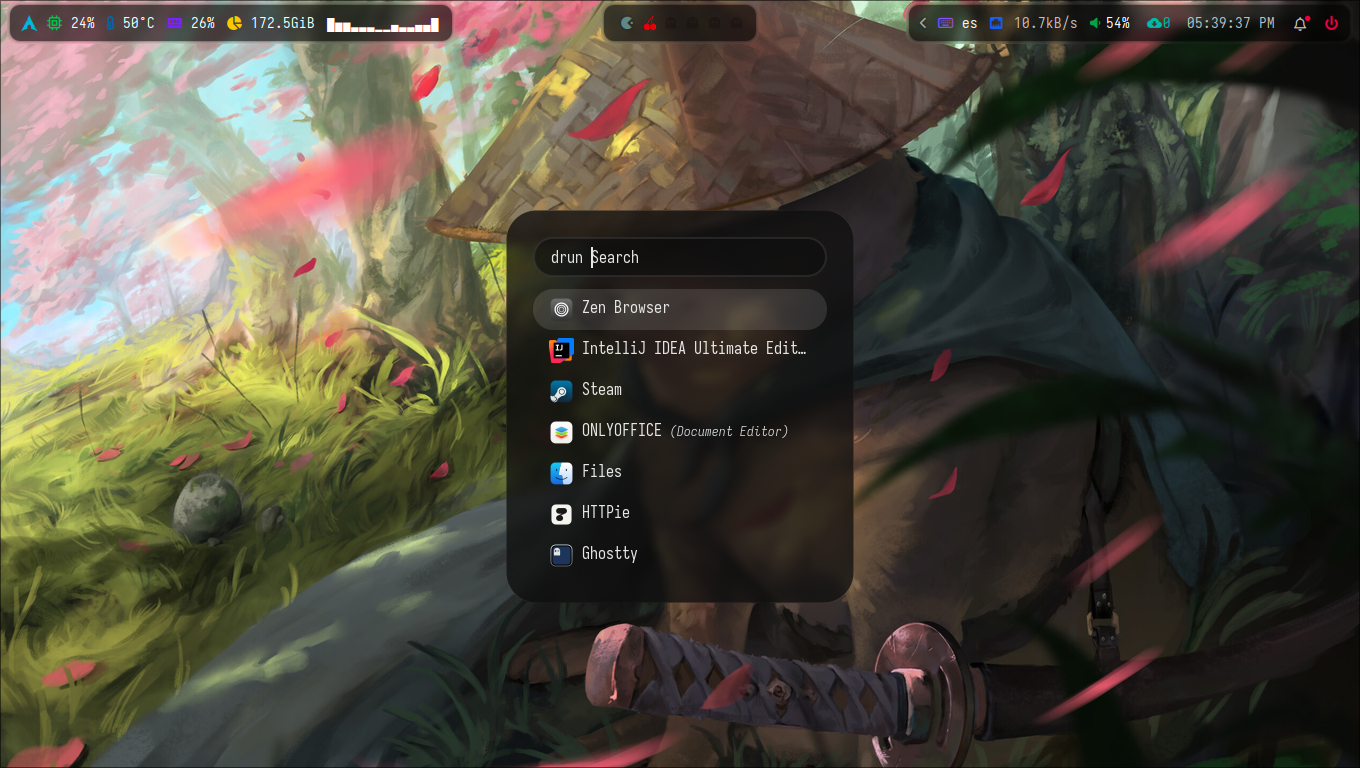 24% 50°C 26% 172.5GiB
es 10.7kB/s 54% 0 05:39:37 PM
drun Search
Zen Browser
IntelliJ IDEA Ultimate Edit…
Steam
ONLYOFFICE (Document Editor)
Files
HTTPie
Ghostty